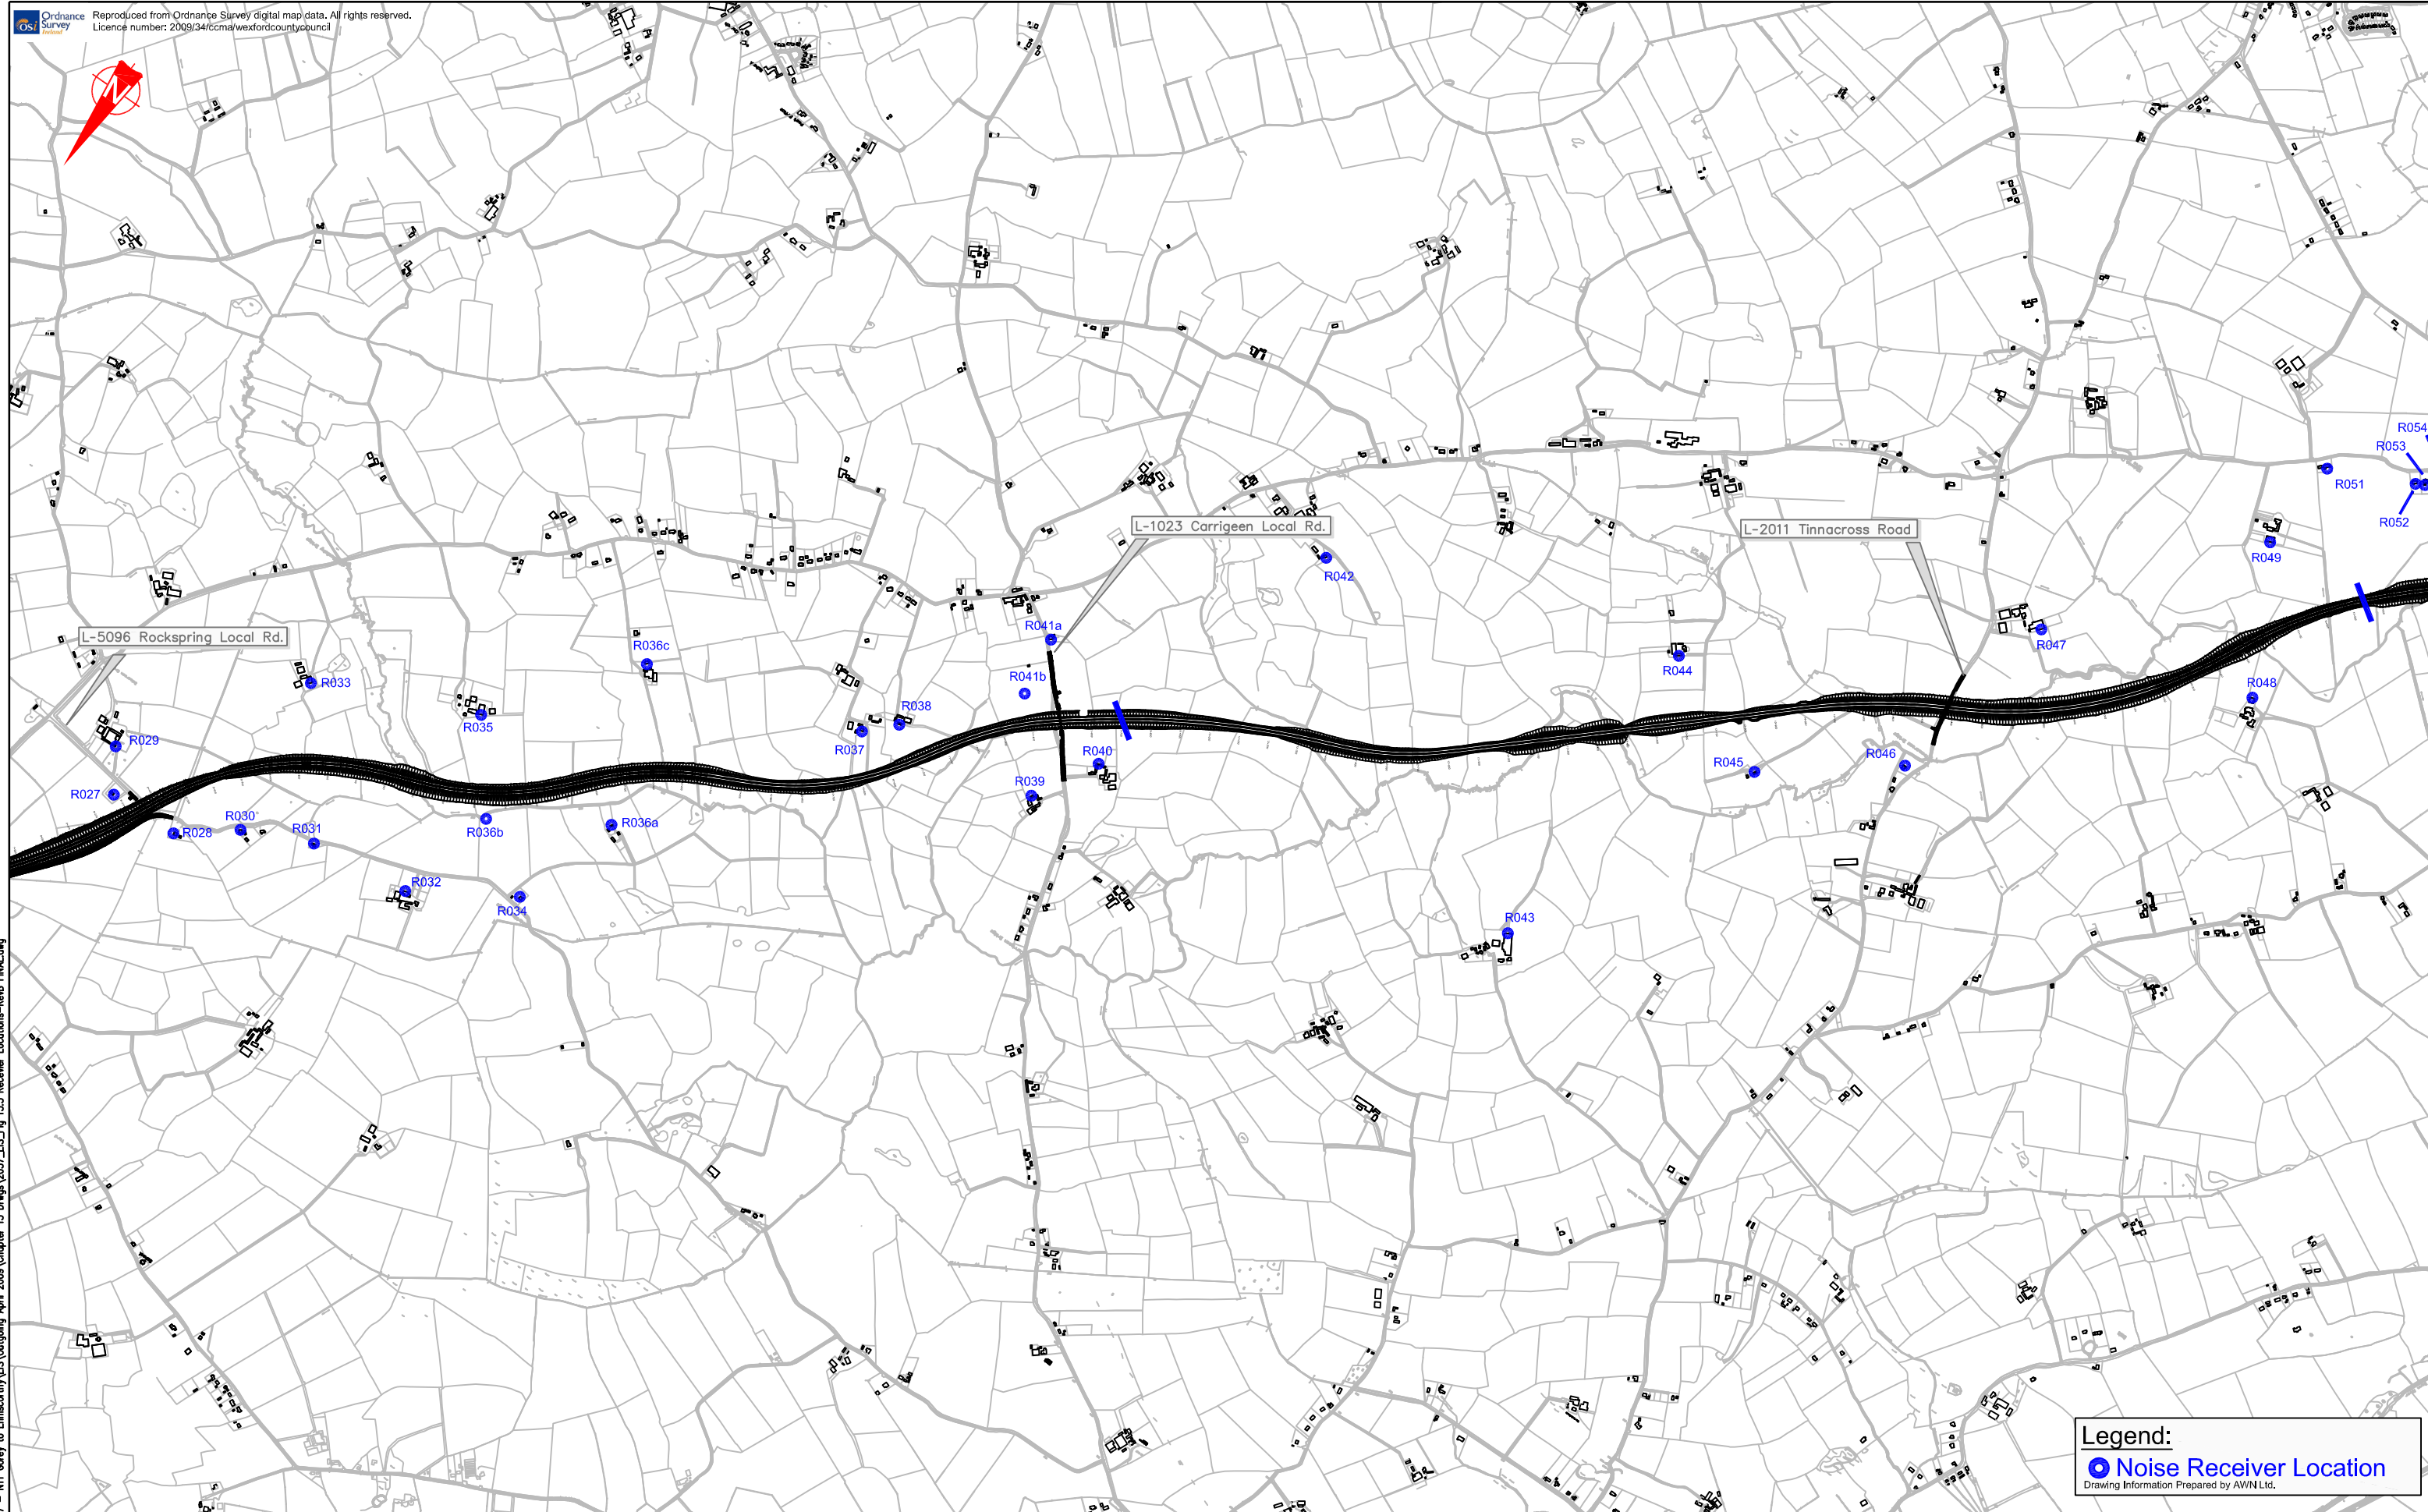 Ordnance
Survey
Ireland
OSi
Reproduced from Ordnance Survey digital map data. All rights reserved.
Licence number: 2009/34/ccma/wexfordcountycouncil
N
R054
R053
R051
R052
L-1023 Carrigeen Local Rd.
L-2011 Tinnacross Road
R049
R042
L-5096 Rockspring Local Rd.
R041a
R036c
R047
R044
R033
R041b
R048
R038
R035
R029
R037
R040
R046
R045
R039
R027
R030
R036a
R031
R028
R036b
R032
R034
R043
Legend:
Noise Receiver Location
Drawing Information Prepared by AWN Ltd.